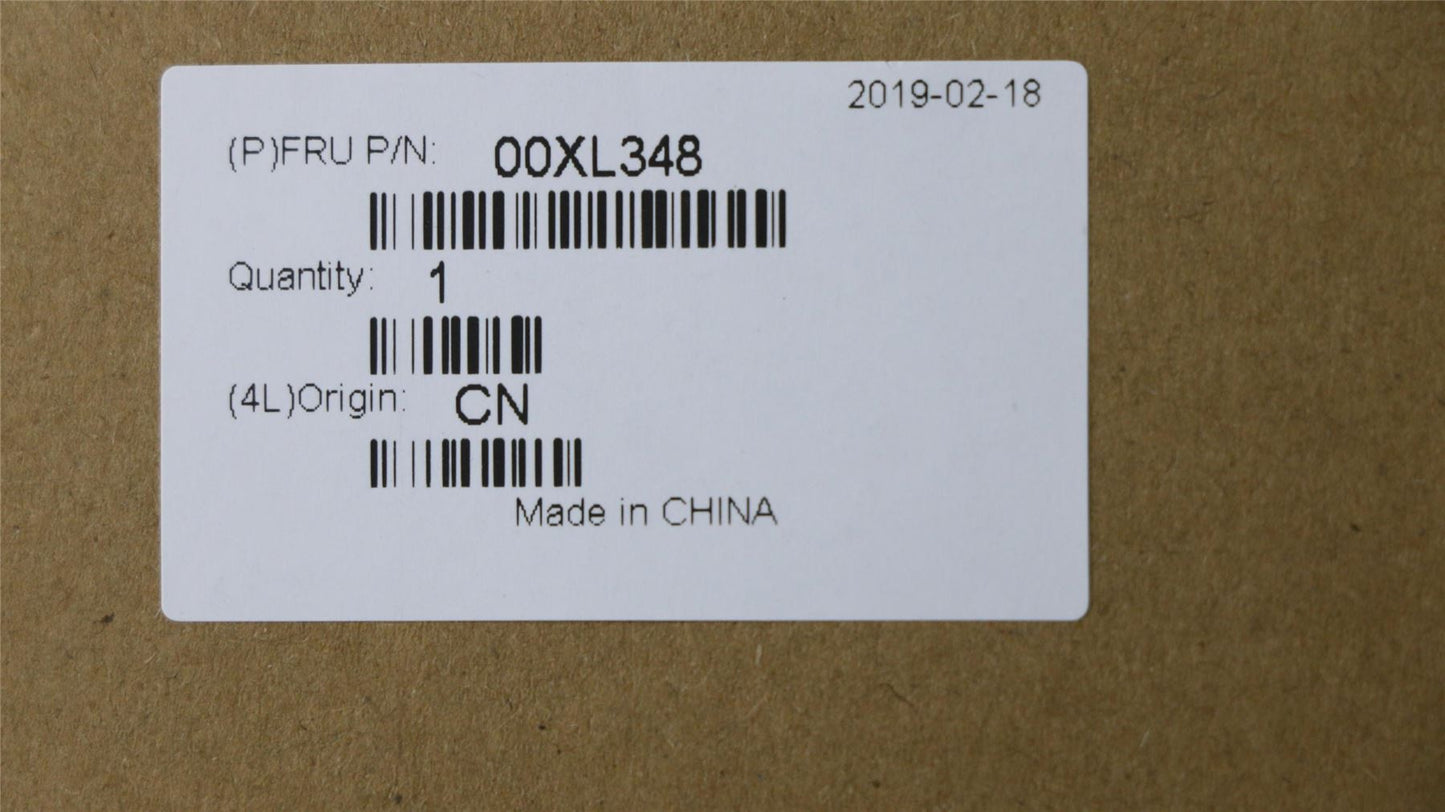 2019-02-18
(P)FRU P/N: 00XL348
Quantity: 1
(4L)Origin: CN
Made in CHINA